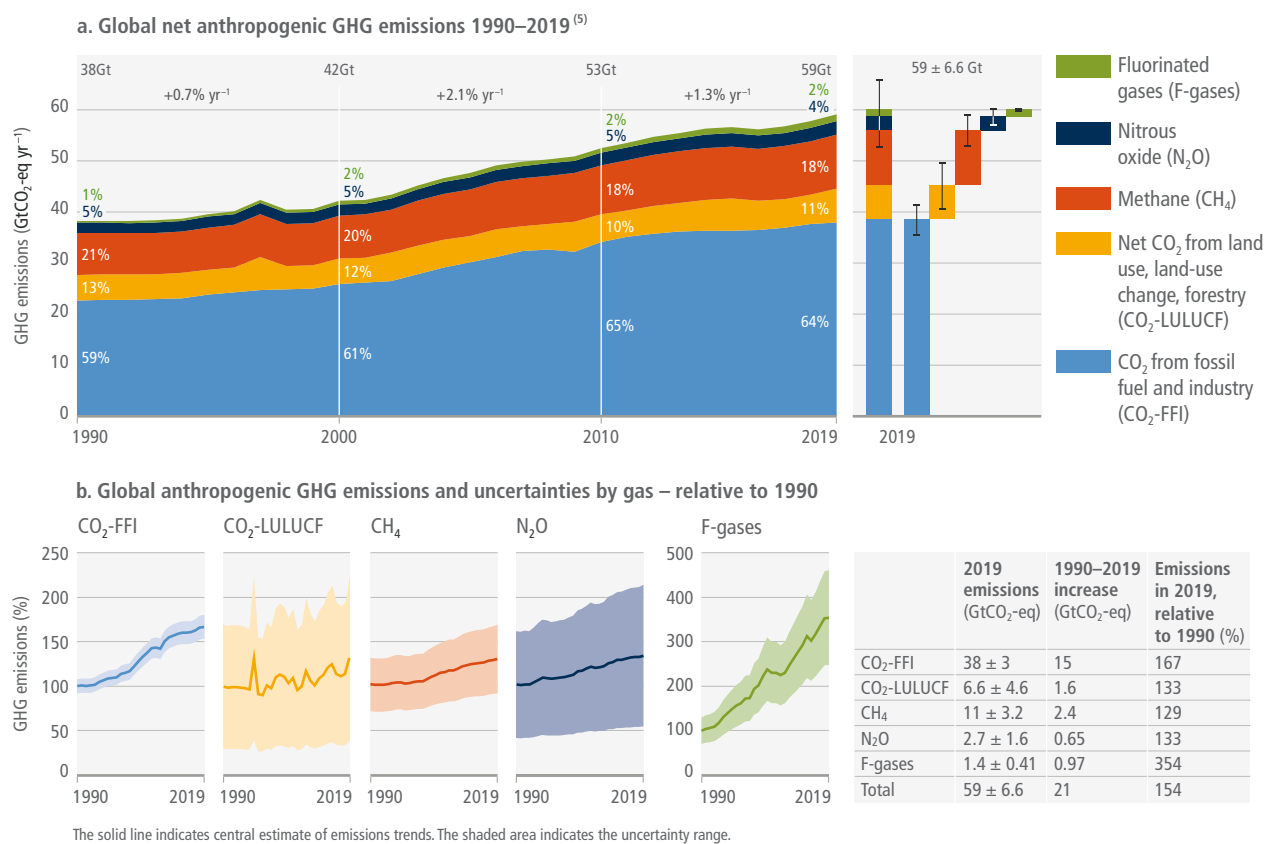 a. Global net anthropogenic GHG emissions 1990–2019 (5)
38Gt
42Gt
53Gt
59Gt
+0.7% yr⁻¹
+2.1% yr⁻¹
+1.3% yr⁻¹
GHG emissions (GtCO₂-eq yr⁻¹)
60
50
40
30
20
10
0
1%
5%
21%
13%
59%
2%
5%
20%
12%
61%
2%
5%
18%
10%
65%
2%
4%
18%
11%
64%
1990
2000
2010
2019
59 ± 6.6 Gt
2019
Fluorinated
gases (F-gases)
Nitrous
oxide (N₂O)
Methane (CH₄)
Net CO₂ from land
use, land-use
change, forestry
(CO₂-LULUCF)
CO₂ from fossil
fuel and industry
(CO₂-FFI)
b. Global anthropogenic GHG emissions and uncertainties by gas – relative to 1990
CO₂-FFI
CO₂-LULUCF
CH₄
N₂O
F-gases
GHG emissions (%)
250
200
150
100
50
0
500
400
300
200
100
0
1990 2019
1990 2019
1990 2019
1990 2019
1990 2019
2019 emissions (GtCO₂-eq)
1990–2019 increase (GtCO₂-eq)
Emissions in 2019, relative to 1990 (%)
CO₂-FFI 38 ± 3 15 167
CO₂-LULUCF 6.6 ± 4.6 1.6 133
CH₄ 11 ± 3.2 2.4 129
N₂O 2.7 ± 1.6 0.65 133
F-gases 1.4 ± 0.41 0.97 354
Total 59 ± 6.6 21 154
The solid line indicates central estimate of emissions trends. The shaded area indicates the uncertainty range.